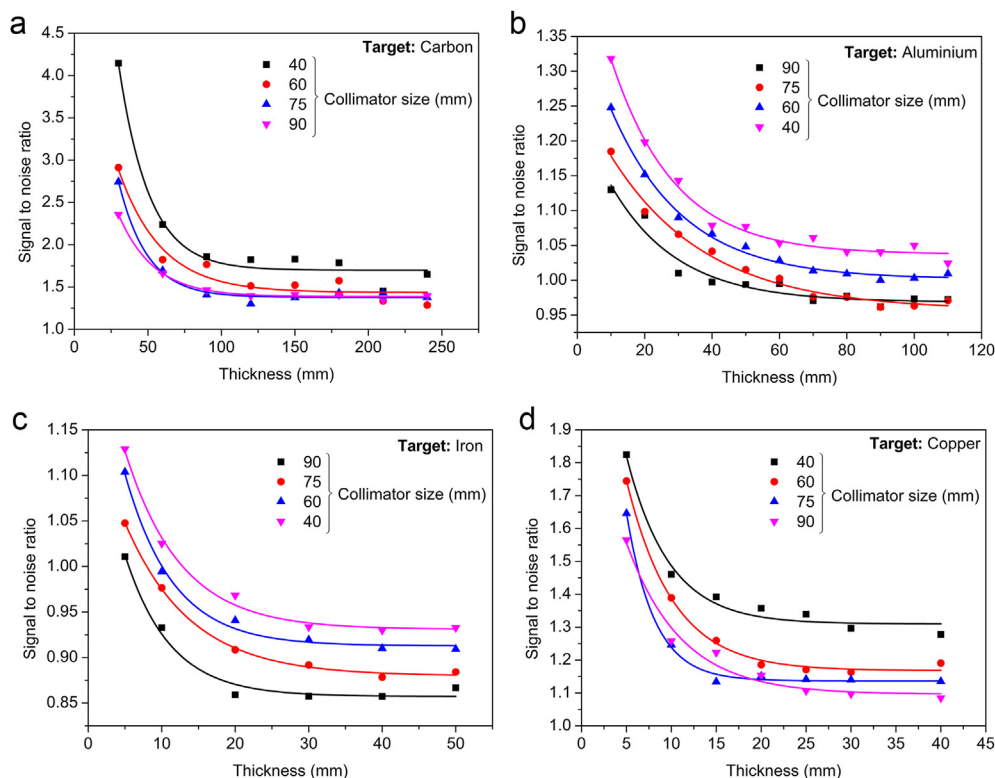 a
Target: Carbon
40
60
75
90
Collimator size (mm)
Signal to noise ratio
4.5
4.0
3.5
3.0
2.5
2.0
1.5
1.0
0 50 100 150 200 250
Thickness (mm)
b
Target: Aluminium
90
75
60
40
Collimator size (mm)
Signal to noise ratio
1.35
1.30
1.25
1.20
1.15
1.10
1.05
1.00
0.95
0 20 40 60 80 100 120
Thickness (mm)
c
Target: Iron
90
75
60
40
Collimator size (mm)
Signal to noise ratio
1.15
1.10
1.05
1.00
0.95
0.90
0.85
0 10 20 30 40 50
Thickness (mm)
d
Target: Copper
40
60
75
90
Collimator size (mm)
Signal to noise ratio
1.9
1.8
1.7
1.6
1.5
1.4
1.3
1.2
1.1
1.0
0 5 10 15 20 25 30 35 40 45
Thickness (mm)